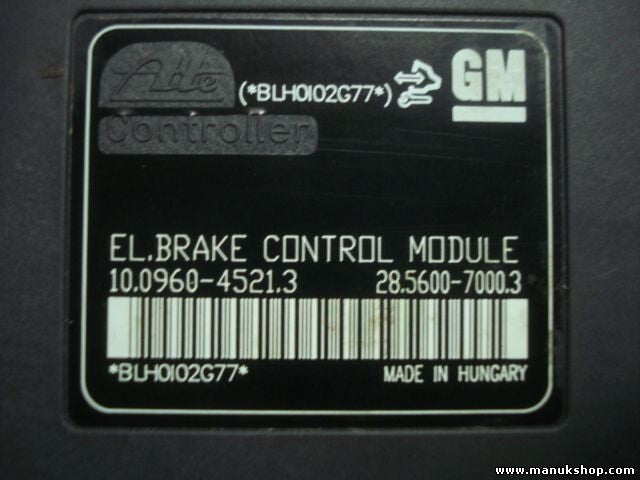 Ate
(*BLH0102G77*)
GM
Controller
EL.BRAKE CONTROL MODULE
10.0960-4521.3 28.5600-7000.3
*BLH0102G77* MADE IN HUNGARY
www.manukshop.com